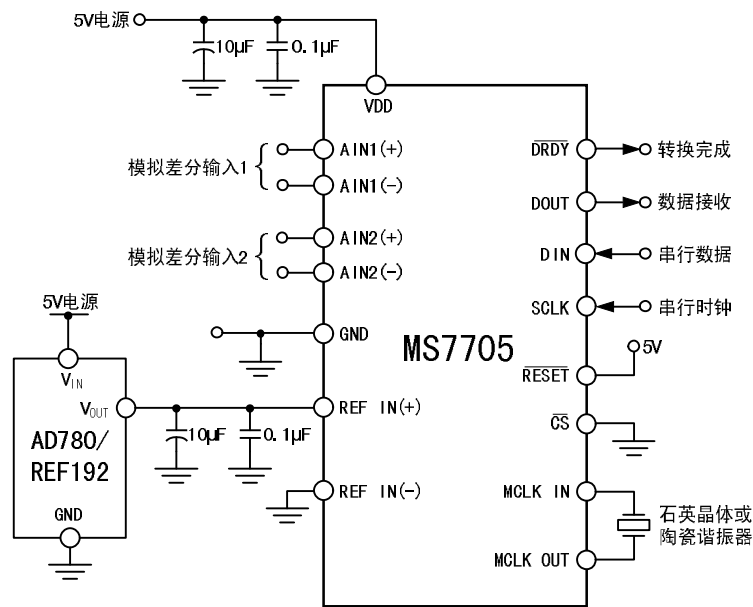 5V电源
10μF
0.1μF
VDD
模拟差分输入1
AIN1(+)
AIN1(-)
模拟差分输入2
AIN2(+)
AIN2(-)
GND
MS7705
DRDY
转换完成
DOUT
数据接收
DIN
串行数据
SCLK
串行时钟
5V
RESET
CS
MCLK IN
石英晶体或
陶瓷谐振器
MCLK OUT
5V电源
VIN
VOUT
AD780/
REF192
GND
10μF
0.1μF
REF IN(+)
REF IN(-)